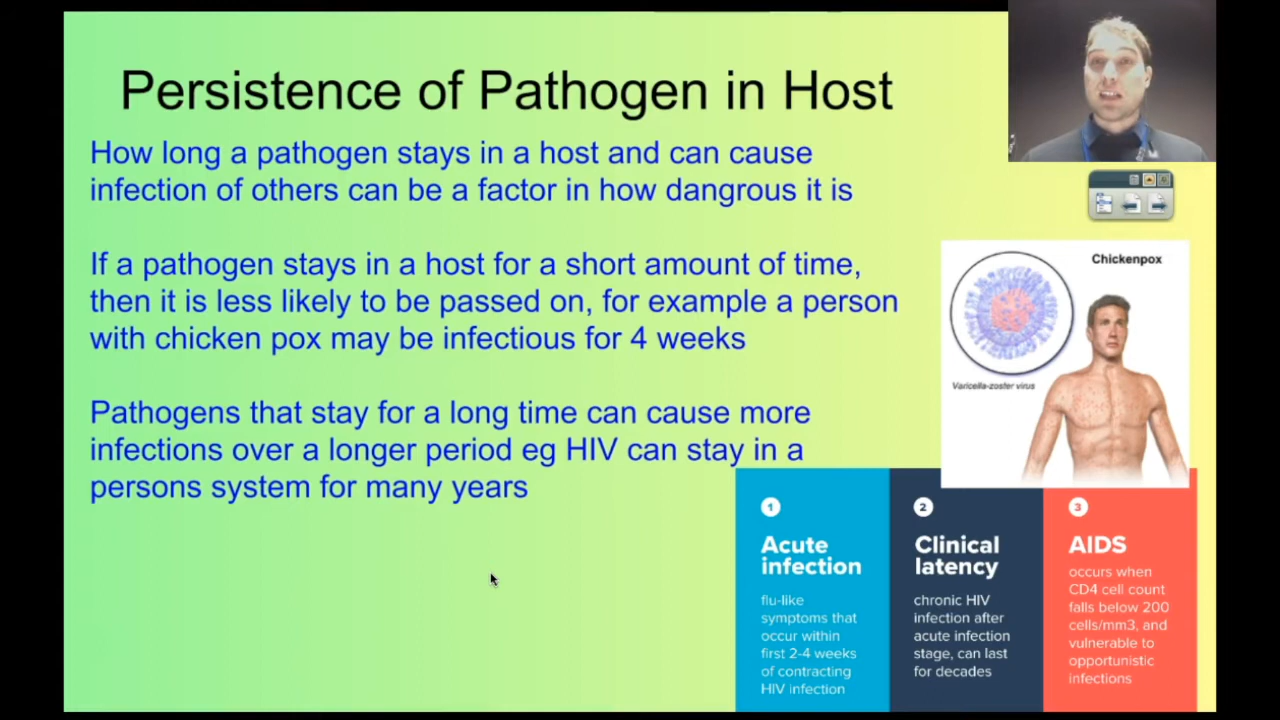 Persistence of Pathogen in Host
How long a pathogen stays in a host and can cause
infection of others can be a factor in how dangrous it is
If a pathogen stays in a host for a short amount of time,
then it is less likely to be passed on, for example a person
with chicken pox may be infectious for 4 weeks
Pathogens that stay for a long time can cause more
infections over a longer period eg HIV can stay in a
persons system for many years
Chickenpox
Varicella-zoster virus
1
Acute
infection
flu-like
symptoms that
occur within
first 2-4 weeks
of contracting
HIV infection
2
Clinical
latency
chronic HIV
infection after
acute infection
stage, can last
for decades
3
AIDS
occurs when
CD4 cell count
falls below 200
cells/mm3, and
vulnerable to
opportunistic
infections